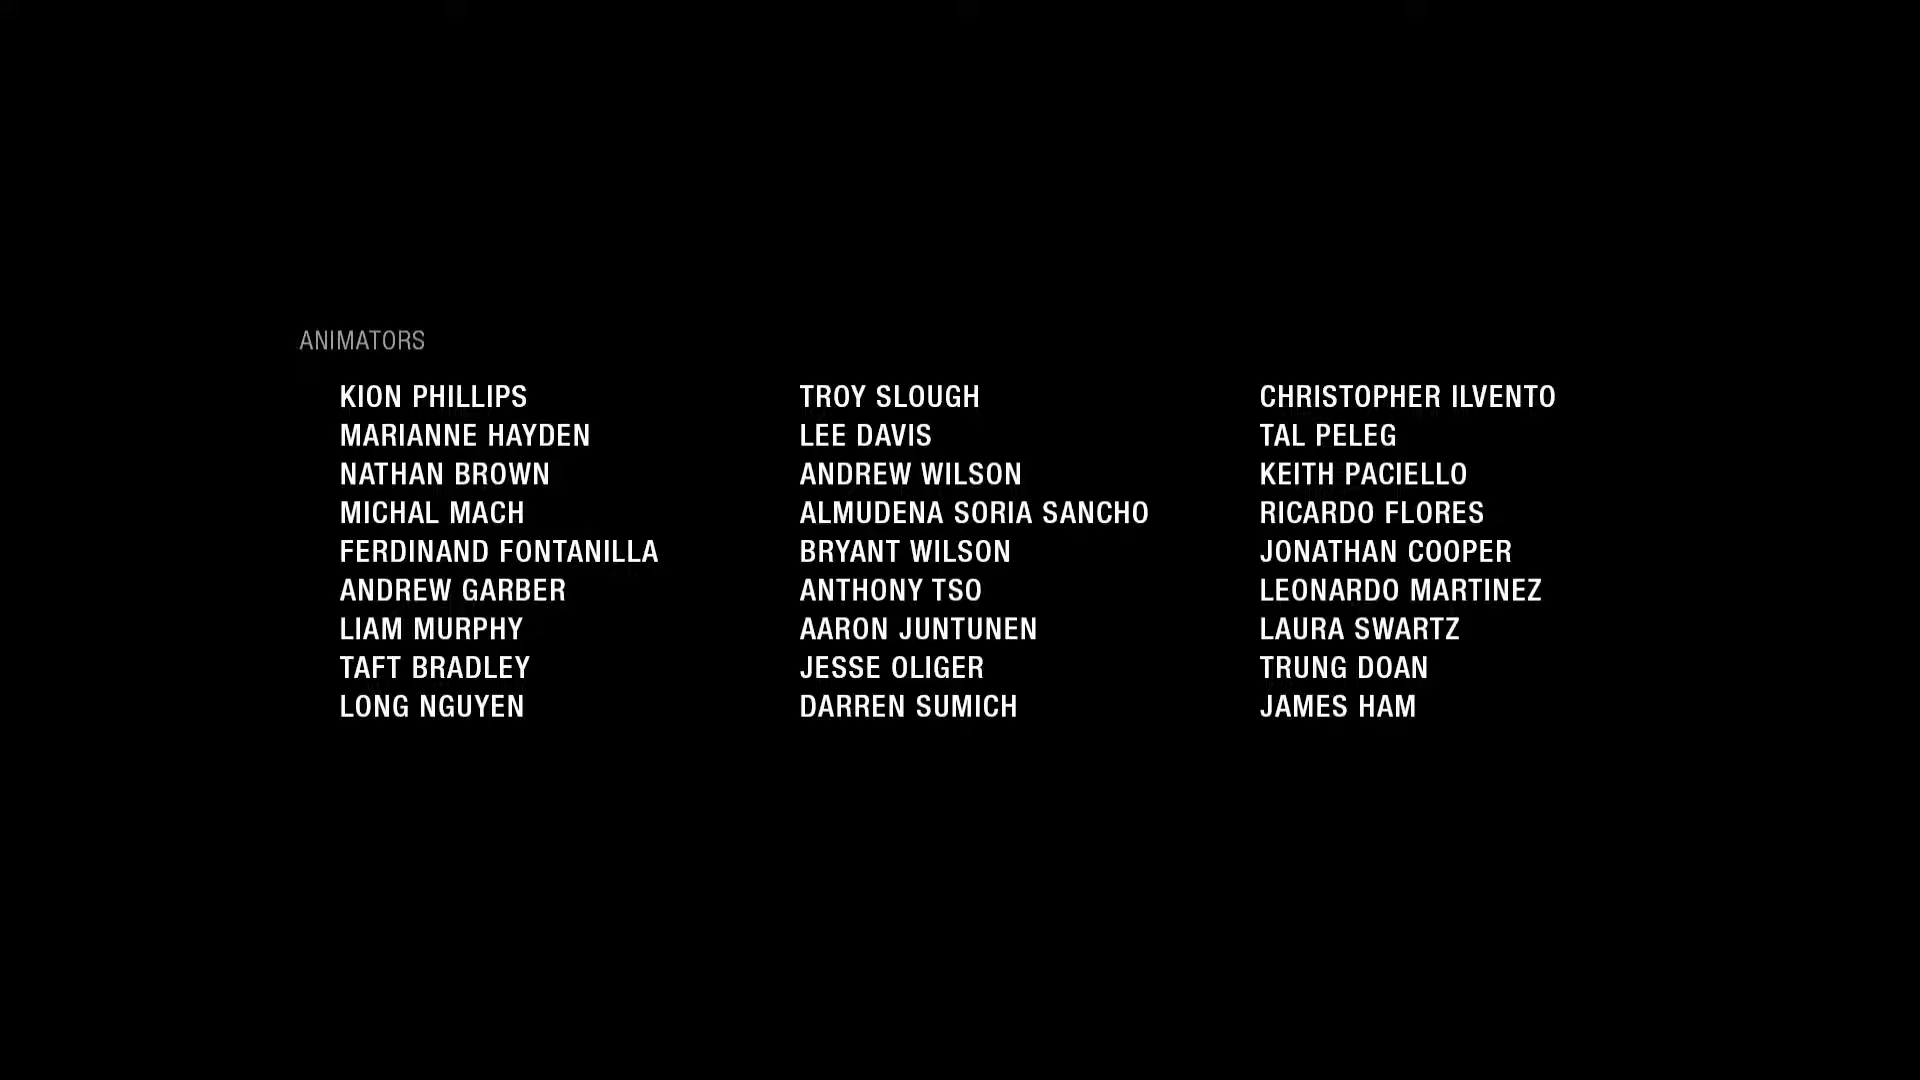 ANIMATORS
KION PHILLIPS
MARIANNE HAYDEN
NATHAN BROWN
MICHAL MACH
FERDINAND FONTANILLA
ANDREW GARBER
LIAM MURPHY
TAFT BRADLEY
LONG NGUYEN
TROY SLOUGH
LEE DAVIS
ANDREW WILSON
ALMUDENA SORIA SANCHO
BRYANT WILSON
ANTHONY TSO
AARON JUNTUNEN
JESSE OLIGER
DARREN SUMICH
CHRISTOPHER ILVENTO
TAL PELEG
KEITH PACIELLO
RICARDO FLORES
JONATHAN COOPER
LEONARDO MARTINEZ
LAURA SWARTZ
TRUNG DOAN
JAMES HAM